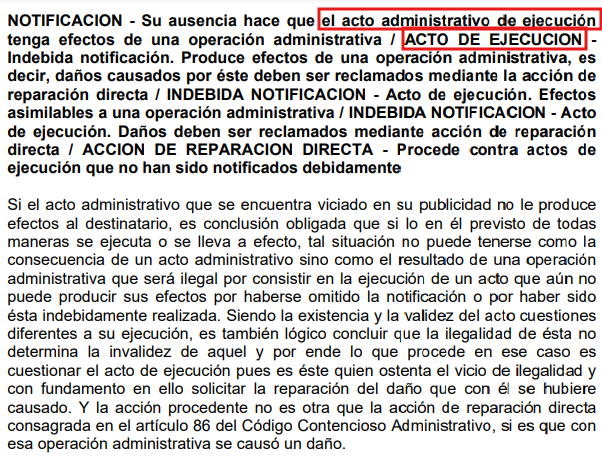 NOTIFICACION - Su ausencia hace que el acto administrativo de ejecución
tenga efectos de una operación administrativa / ACTO DE EJECUCION -
Indebida notificación. Produce efectos de una operación administrativa, es
decir, daños causados por éste deben ser reclamados mediante la acción de
reparación directa / INDEBIDA NOTIFICACION - Acto de ejecución. Efectos
asimilables a una operación administrativa / INDEBIDA NOTIFICACION - Acto
de ejecución. Daños deben ser reclamados mediante acción de reparación
directa / ACCION DE REPARACION DIRECTA - Procede contra actos de
ejecución que no han sido notificados debidamente
Si el acto administrativo que se encuentra viciado en su publicidad no le produce
efectos al destinatario, es conclusión obligada que si lo en él previsto de todas
maneras se ejecuta o se lleva a efecto, tal situación no puede tenerse como la
consecuencia de un acto administrativo sino como el resultado de una operación
administrativa que será ilegal por consistir en la ejecución de un acto que aún no
puede producir sus efectos por haberse omitido la notificación o por haber sido
ésta indebidamente realizada. Siendo la existencia y la validez del acto cuestiones
diferentes a su ejecución, es también lógico concluir que la ilegalidad de ésta no
determina la invalidez de aquel y por ende lo que procede en ese caso es
cuestionar el acto de ejecución pues es éste quien ostenta el vicio de ilegalidad y
con fundamento en ello solicitar la reparación del daño que con él se hubiere
causado. Y la acción procedente no es otra que la acción de reparación directa
consagrada en el artículo 86 del Código Contencioso Administrativo, si es que con
esa operación administrativa se causó un daño.